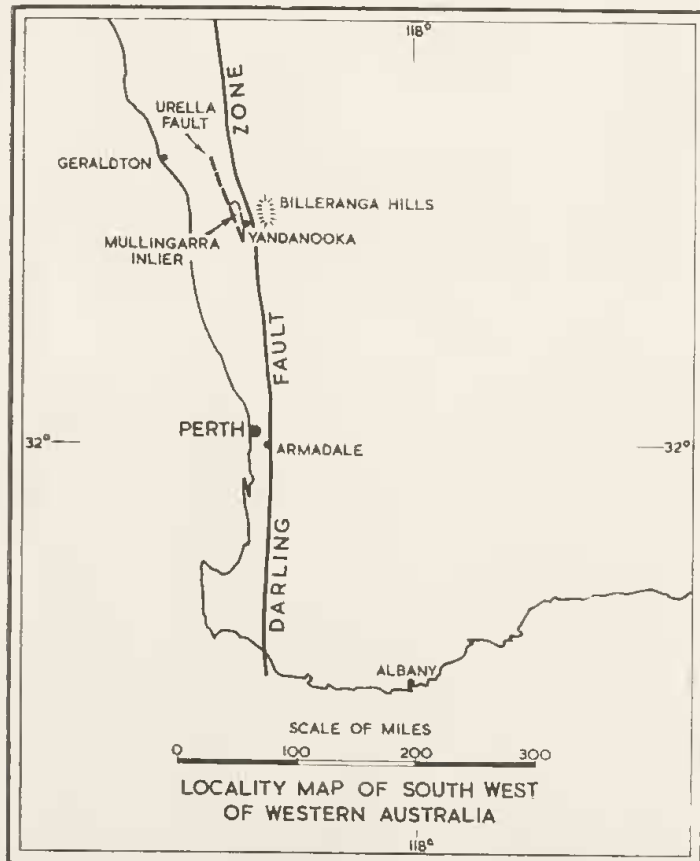 118°
ZONE
URELLA
FAULT
GERALDTON
BILLERANGA HILLS
MULLINGARRA
INLIER
YANDANOOKA
FAULT
PERTH
32°
32°
ARMADALE
DARLING
ALBANY
SCALE OF MILES
0 100 200 300
LOCALITY MAP OF SOUTH WEST
OF WESTERN AUSTRALIA
118°